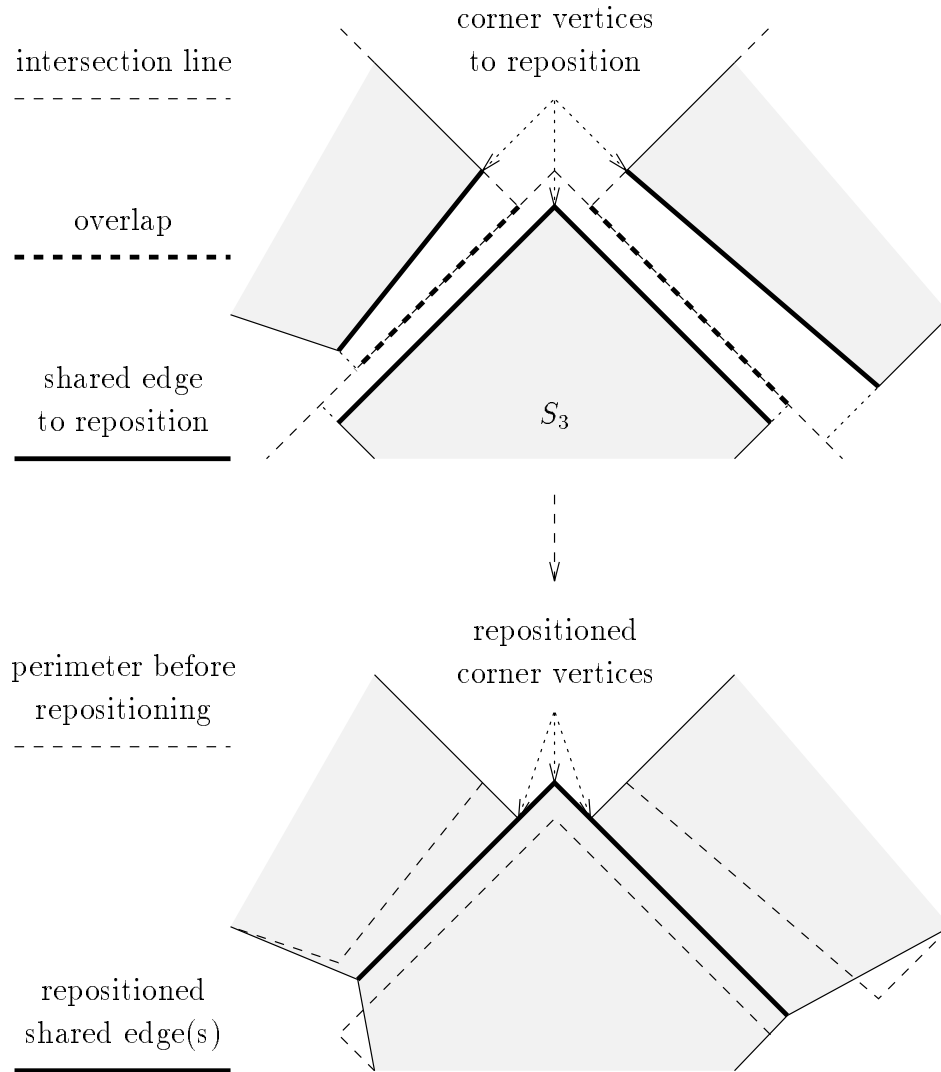 corner vertices
to reposition
intersection line
overlap
shared edge
to reposition
S₃
repositioned
corner vertices
perimeter before
repositioning
repositioned
shared edge(s)